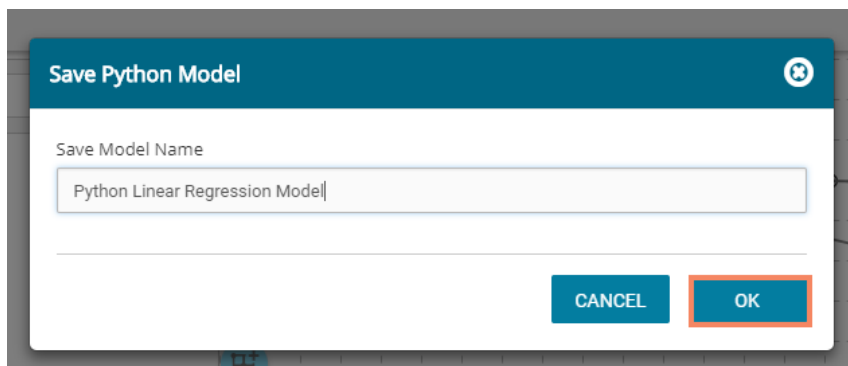 Save Python Model
Save Model Name
Python Linear Regression Model
CANCEL
OK